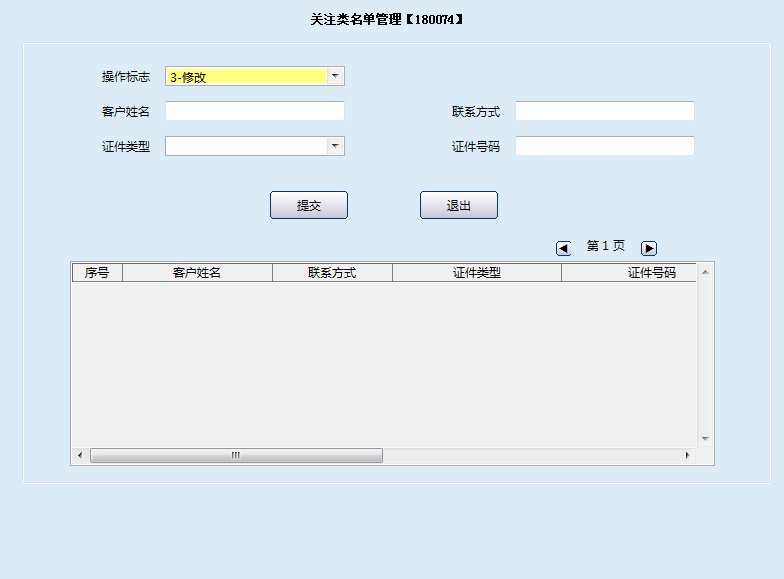 关注类名单管理【180074】
操作标志 3-修改
客户姓名 联系方式
证件类型 证件号码
提交 退出
第 1 页
序号 客户姓名 联系方式 证件类型 证件号码